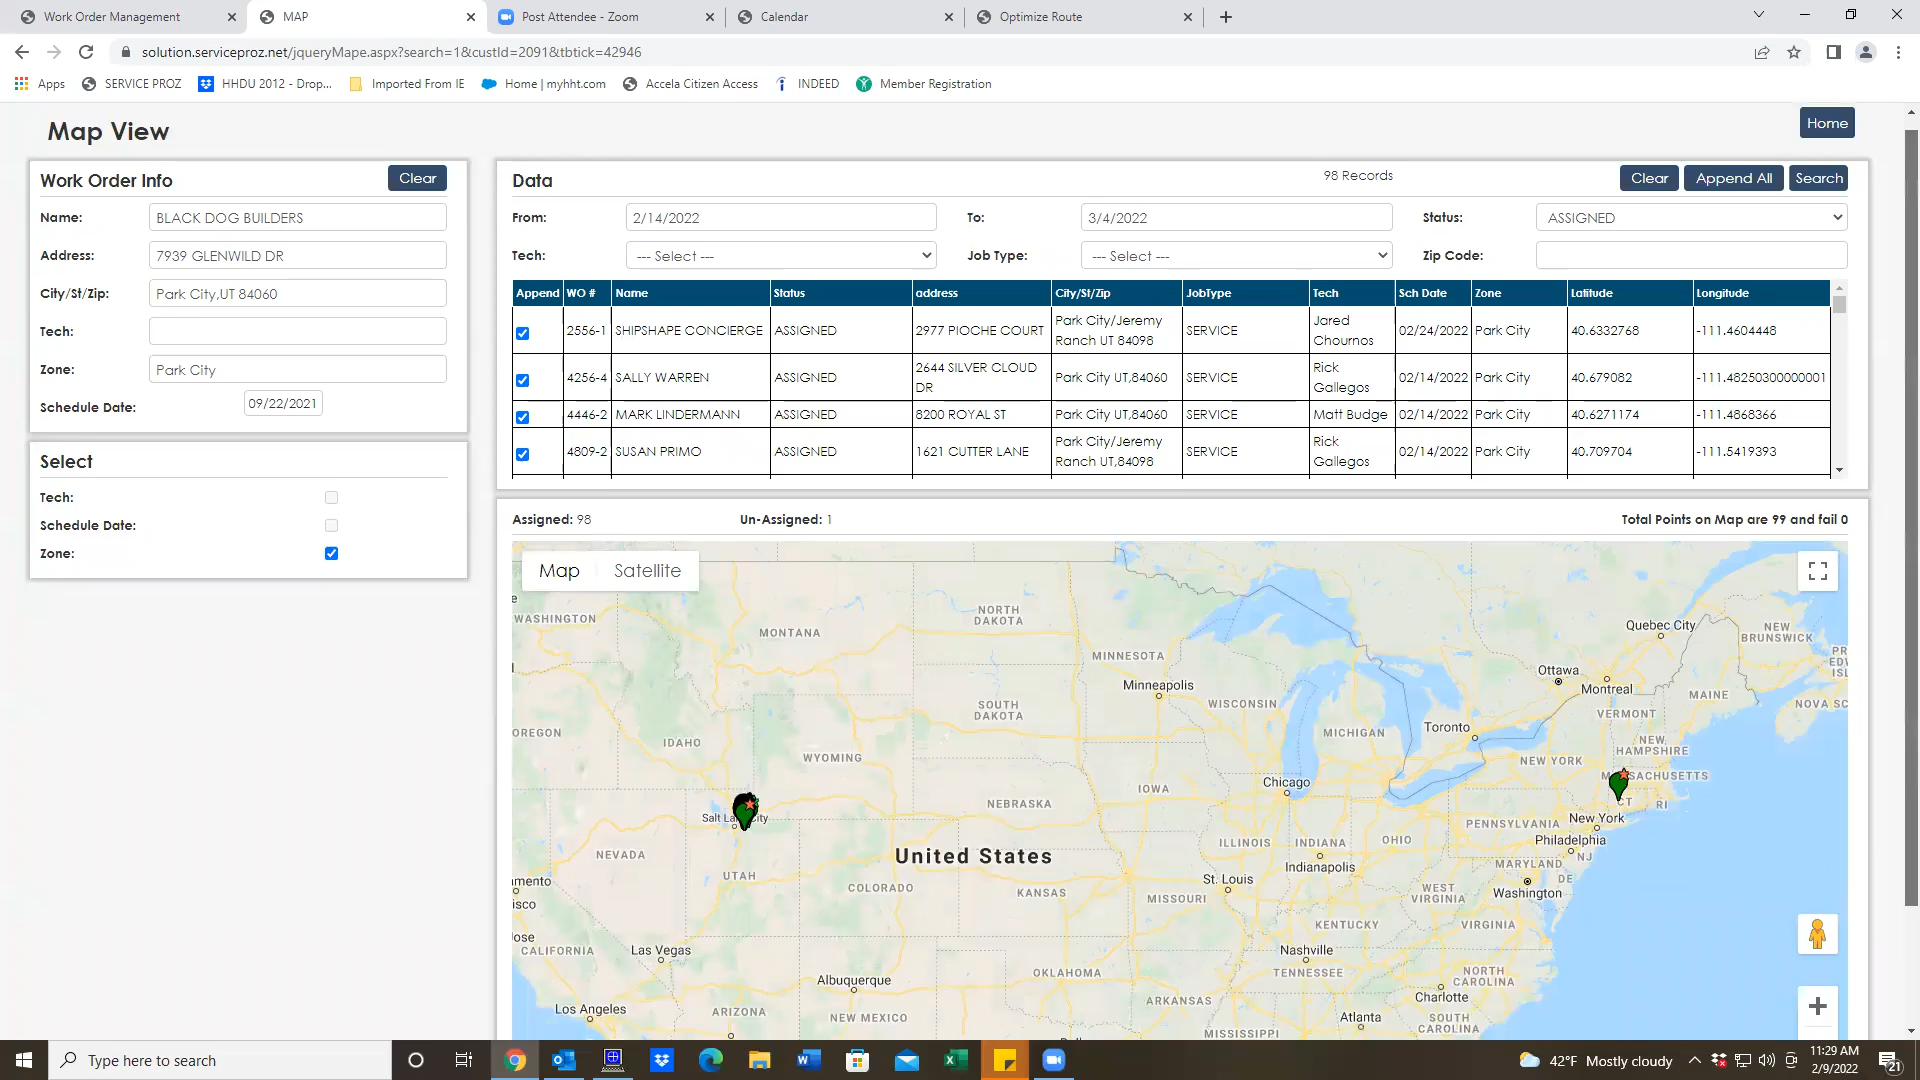 Work Order Management
MAP
Post Attendee - Zoom
Calendar
Optimize Route
solution.serviceproz.net/jqueryMape.aspx?search=1&custId=2091&tbtick=42946
Apps
SERVICE PROZ
HHDU 2012 - Drop...
Imported From IE
Home | myhht.com
Accela Citizen Access
INDEED
Member Registration
Map View
Home
Work Order Info
Clear
Name: BLACK DOG BUILDERS
Address: 7939 GLENWILD DR
City/St/Zip: Park City,UT 84060
Tech:
Zone: Park City
Schedule Date: 09/22/2021
Select
Tech:
Schedule Date:
Zone:
Data
98 Records
Clear
Append All
Search
From: 2/14/2022 To: 3/4/2022 Status: ASSIGNED
Tech: --- Select --- Job Type: --- Select --- Zip Code:
Append WO # Name Status address City/St/Zip JobType Tech Sch Date Zone Latitude Longitude
2556-1 SHIPSHAPE CONCIERGE ASSIGNED 2977 PIOCHE COURT Park City/Jeremy Ranch UT 84098 SERVICE Jared Chournos 02/24/2022 Park City 40.6332768 -111.4604448
4256-4 SALLY WARREN ASSIGNED 2644 SILVER CLOUD DR Park City UT,84060 SERVICE Rick Gallegos 02/14/2022 Park City 40.679082 -111.48250300000001
4446-2 MARK LINDERMANN ASSIGNED 8200 ROYAL ST Park City UT,84060 SERVICE Matt Budge 02/14/2022 Park City 40.6271174 -111.4868366
4809-2 SUSAN PRIMO ASSIGNED 1621 CUTTER LANE Park City/Jeremy Ranch UT,84098 SERVICE Rick Gallegos 02/14/2022 Park City 40.709704 -111.5419393
Assigned: 98 Un-Assigned: 1 Total Points on Map are 99 and fail 0
Map Satellite
WASHINGTON
MONTANA
NORTH
DAKOTA
MINNESOTA
Minneapolis
Quebec City
NEW
BRUNSWICK
Ottawa
Montreal
MAINE
NOVA SC
OREGON
IDAHO
SOUTH
DAKOTA
WISCONSIN
MICHIGAN
Toronto
VERMONT
NEW
HAMPSHIRE
WYOMING
NEW YORK
MASSACHUSETTS
CT
RI
Chicago
IOWA
NEBRASKA
Salt Lake City
NEVADA
UTAH
COLORADO
United States
KANSAS
ILLINOIS
INDIANA
Indianapolis
OHIO
PENNSYLVANIA
New York
Philadelphia
NJ
MARYLAND
DE
Washington
St. Louis
MISSOURI
WEST
VIRGINIA
VIRGINIA
KENTUCKY
CALIFORNIA
Las Vegas
Albuquerque
OKLAHOMA
Nashville
TENNESSEE
NORTH
CAROLINA
Charlotte
Los Angeles
ARIZONA
NEW MEXICO
ARKANSAS
MISSISSIPPI
Atlanta
SOUTH
CAROLINA
Type here to search
42°F Mostly cloudy
11:29 AM
2/9/2022
21